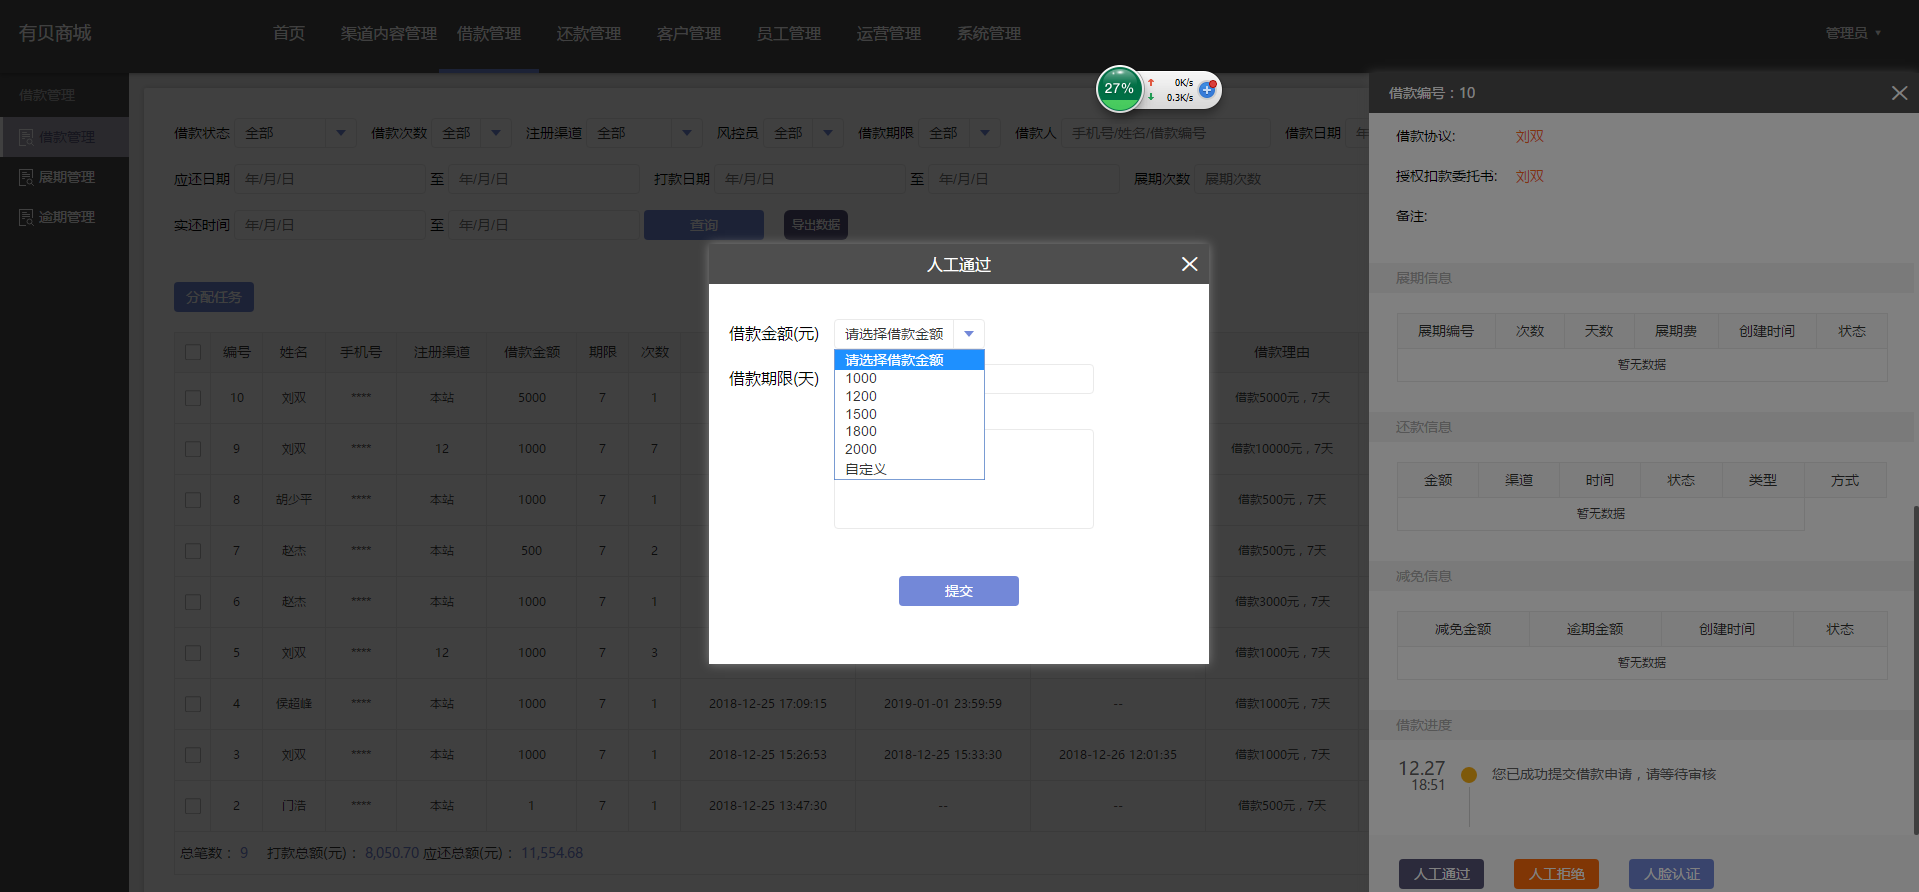 有贝商城 首页 渠道内容管理 借款管理 还款管理 客户管理 员工管理 运营管理 系统管理 管理员
27% 0K/s
0.3K/s
借款管理
借款管理
展期管理
逾期管理
借款状态 全部 借款次数 全部 注册渠道 全部 风控员 全部 借款期限 全部 借款人 手机号/姓名/借款编号 借款日期 年
应还日期 年/月/日 至 年/月/日 打款日期 年/月/日 至 年/月/日 展期次数 展期次数
实还时间 年/月/日 至 年/月/日 查询 导出数据
分配任务
编号 姓名 手机号 注册渠道 借款金额 期限 次数 借款理由
10 刘双 **** 本站 5000 7 1 借款5000元，7天
9 刘双 **** 12 1000 7 7 借款10000元，7天
8 胡少平 **** 本站 1000 7 1 借款500元，7天
7 赵杰 **** 本站 500 7 2 借款500元，7天
6 赵杰 **** 本站 1000 7 1 借款3000元，7天
5 刘双 **** 12 1000 7 3 借款1000元，7天
4 侯超峰 **** 本站 1000 7 1 2018-12-25 17:09:15 2019-01-01 23:59:59 -- 借款1000元，7天
3 刘双 **** 本站 1000 7 1 2018-12-25 15:26:53 2018-12-25 15:33:30 2018-12-26 12:01:35 借款1000元，7天
2 门浩 **** 本站 1 7 1 2018-12-25 13:47:30 -- -- 借款500元，7天
总笔数： 9 打款总额(元)： 8,050.70 应还总额(元)： 11,554.68
人工通过
借款金额(元) 请选择借款金额
请选择借款金额
1000
1200
1500
1800
2000
自定义
借款期限(天)
提交
借款编号：10
借款协议: 刘双
授权扣款委托书: 刘双
备注:
展期信息
展期编号 次数 天数 展期费 创建时间 状态
暂无数据
还款信息
金额 渠道 时间 状态 类型 方式
暂无数据
减免信息
减免金额 逾期金额 创建时间 状态
暂无数据
借款进度
12.27
18:51
您已成功提交借款申请，请等待审核
人工通过 人工拒绝 人脸认证